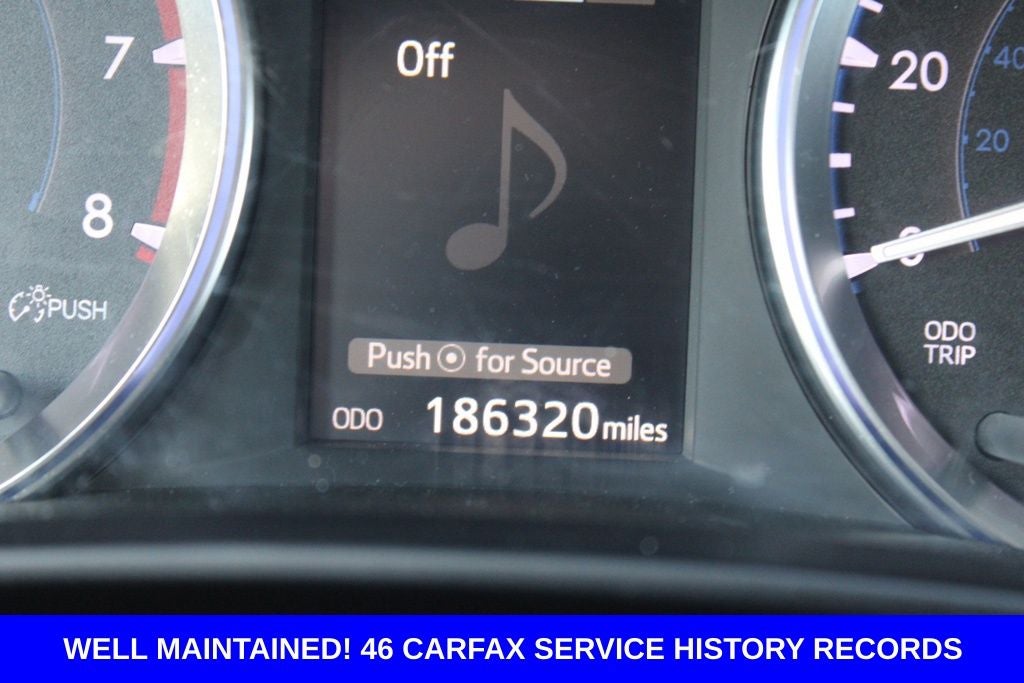 7
8
PUSH
Off
Push for Source
ODO 186320 miles
20
40
20
0
ODO
TRIP
WELL MAINTAINED! 46 CARFAX SERVICE HISTORY RECORDS